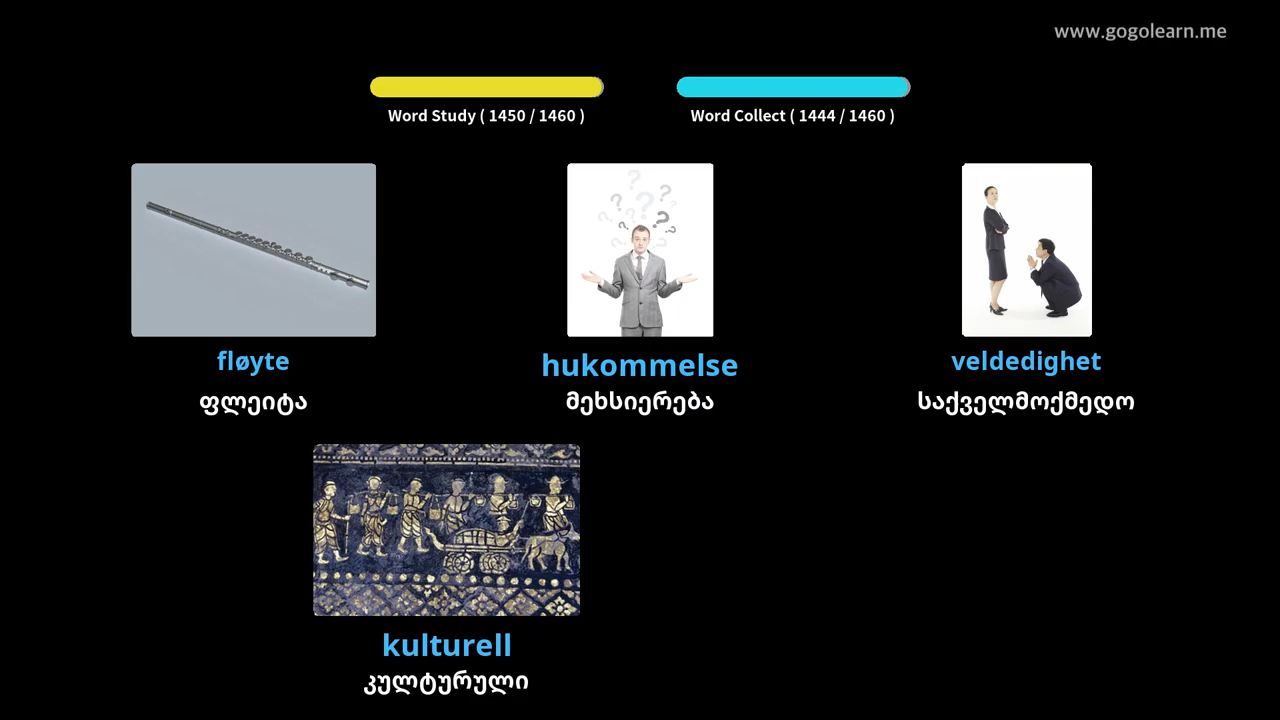 www.gogolearn.me
Word Study ( 1450 / 1460 )
Word Collect ( 1444 / 1460 )
fløyte
hukommelse
veldedighet
ფლეიტა
მეხსიერება
საქველმოქმედო
kulturell
კულტურული